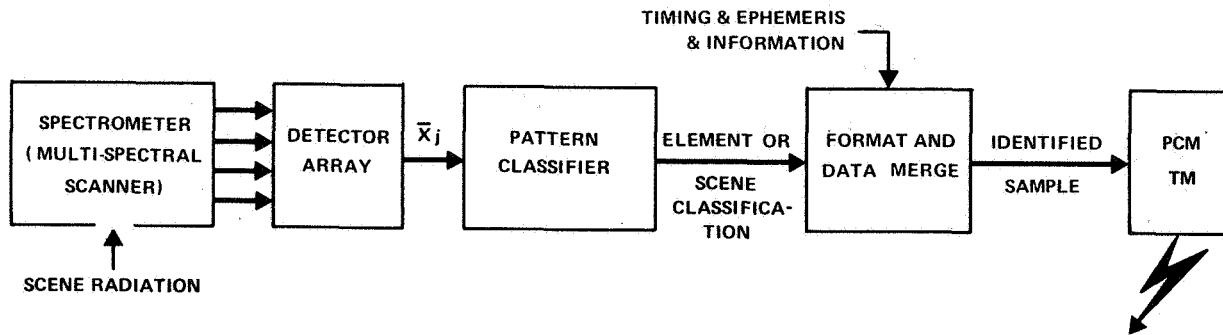 TIMING & EPHEMERIS
& INFORMATION
SPECTROMETER
( MULTI-SPECTRAL
SCANNER)
DETECTOR
ARRAY
X̅j
PATTERN
CLASSIFIER
ELEMENT OR
SCENE
CLASSIFICA-
TION
FORMAT AND
DATA MERGE
IDENTIFIED
SAMPLE
PCM
TM
SCENE RADIATION